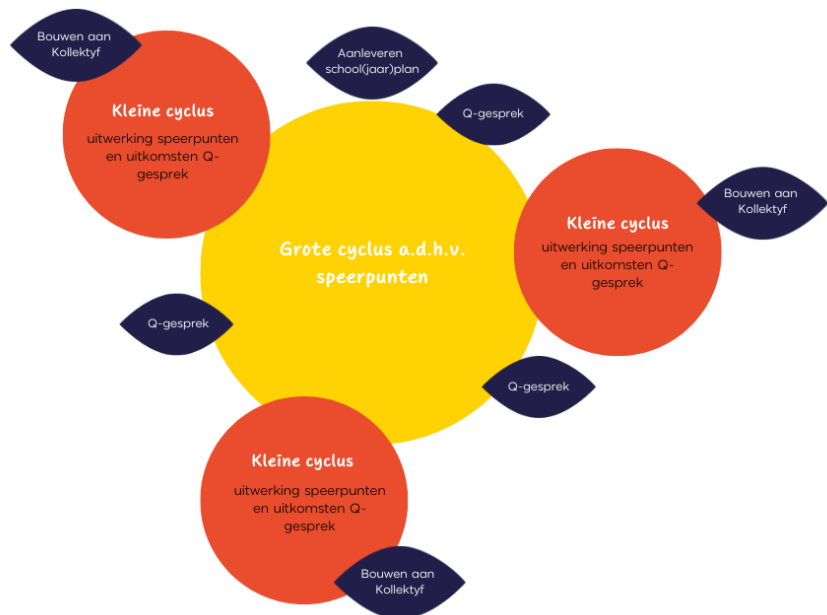 Bouwen aan
Kollektyf
Kleine cyclus
uitwerking speerpunten
en uitkomsten Q-
gesprek
Aanleveren
school(jaar)plan
Q-gesprek
Grote cyclus a.d.h.v.
speerpunten
Bouwen aan
Kollektyf
Kleine cyclus
uitwerking speerpunten
en uitkomsten Q-
gesprek
Q-gesprek
Q-gesprek
Kleine cyclus
uitwerking speerpunten
en uitkomsten Q-
gesprek
Bouwen aan
Kollektyf